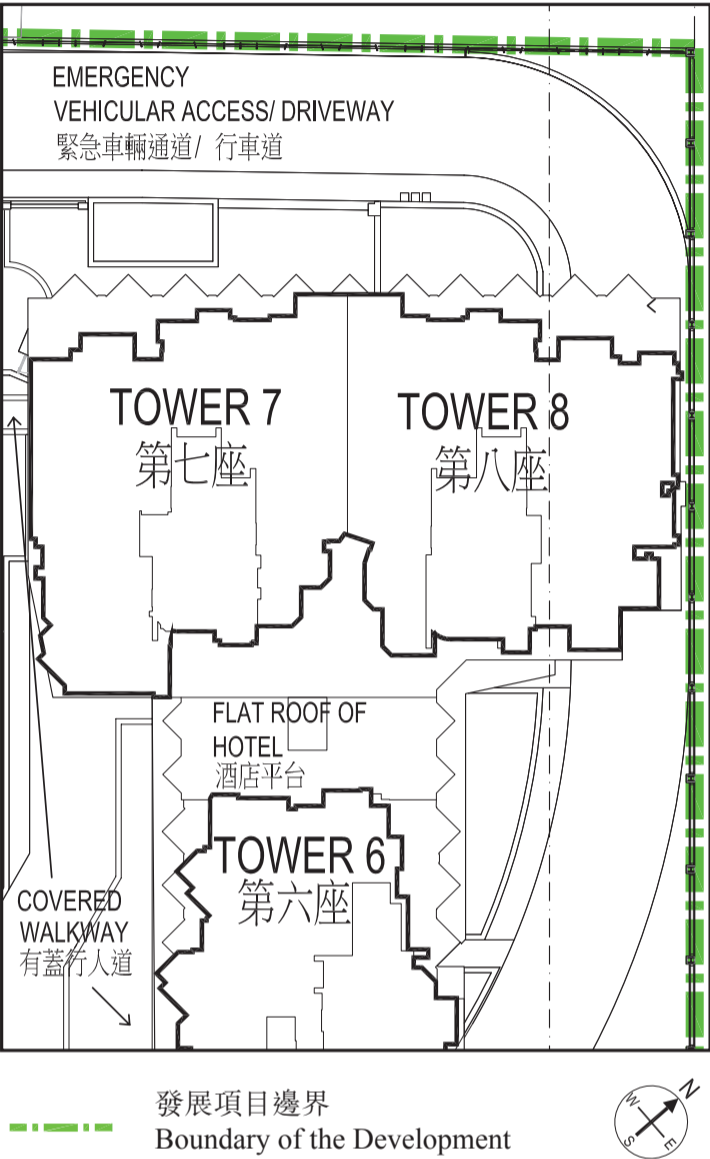 EMERGENCY
VEHICULAR ACCESS/ DRIVEWAY
緊急車輛通道/ 行車道
TOWER 7
第七座
TOWER 8
第八座
FLAT ROOF OF
HOTEL
酒店平台
TOWER 6
第六座
COVERED
WALKWAY
有蓋行人道
發展項目邊界
Boundary of the Development
N
W
S
E